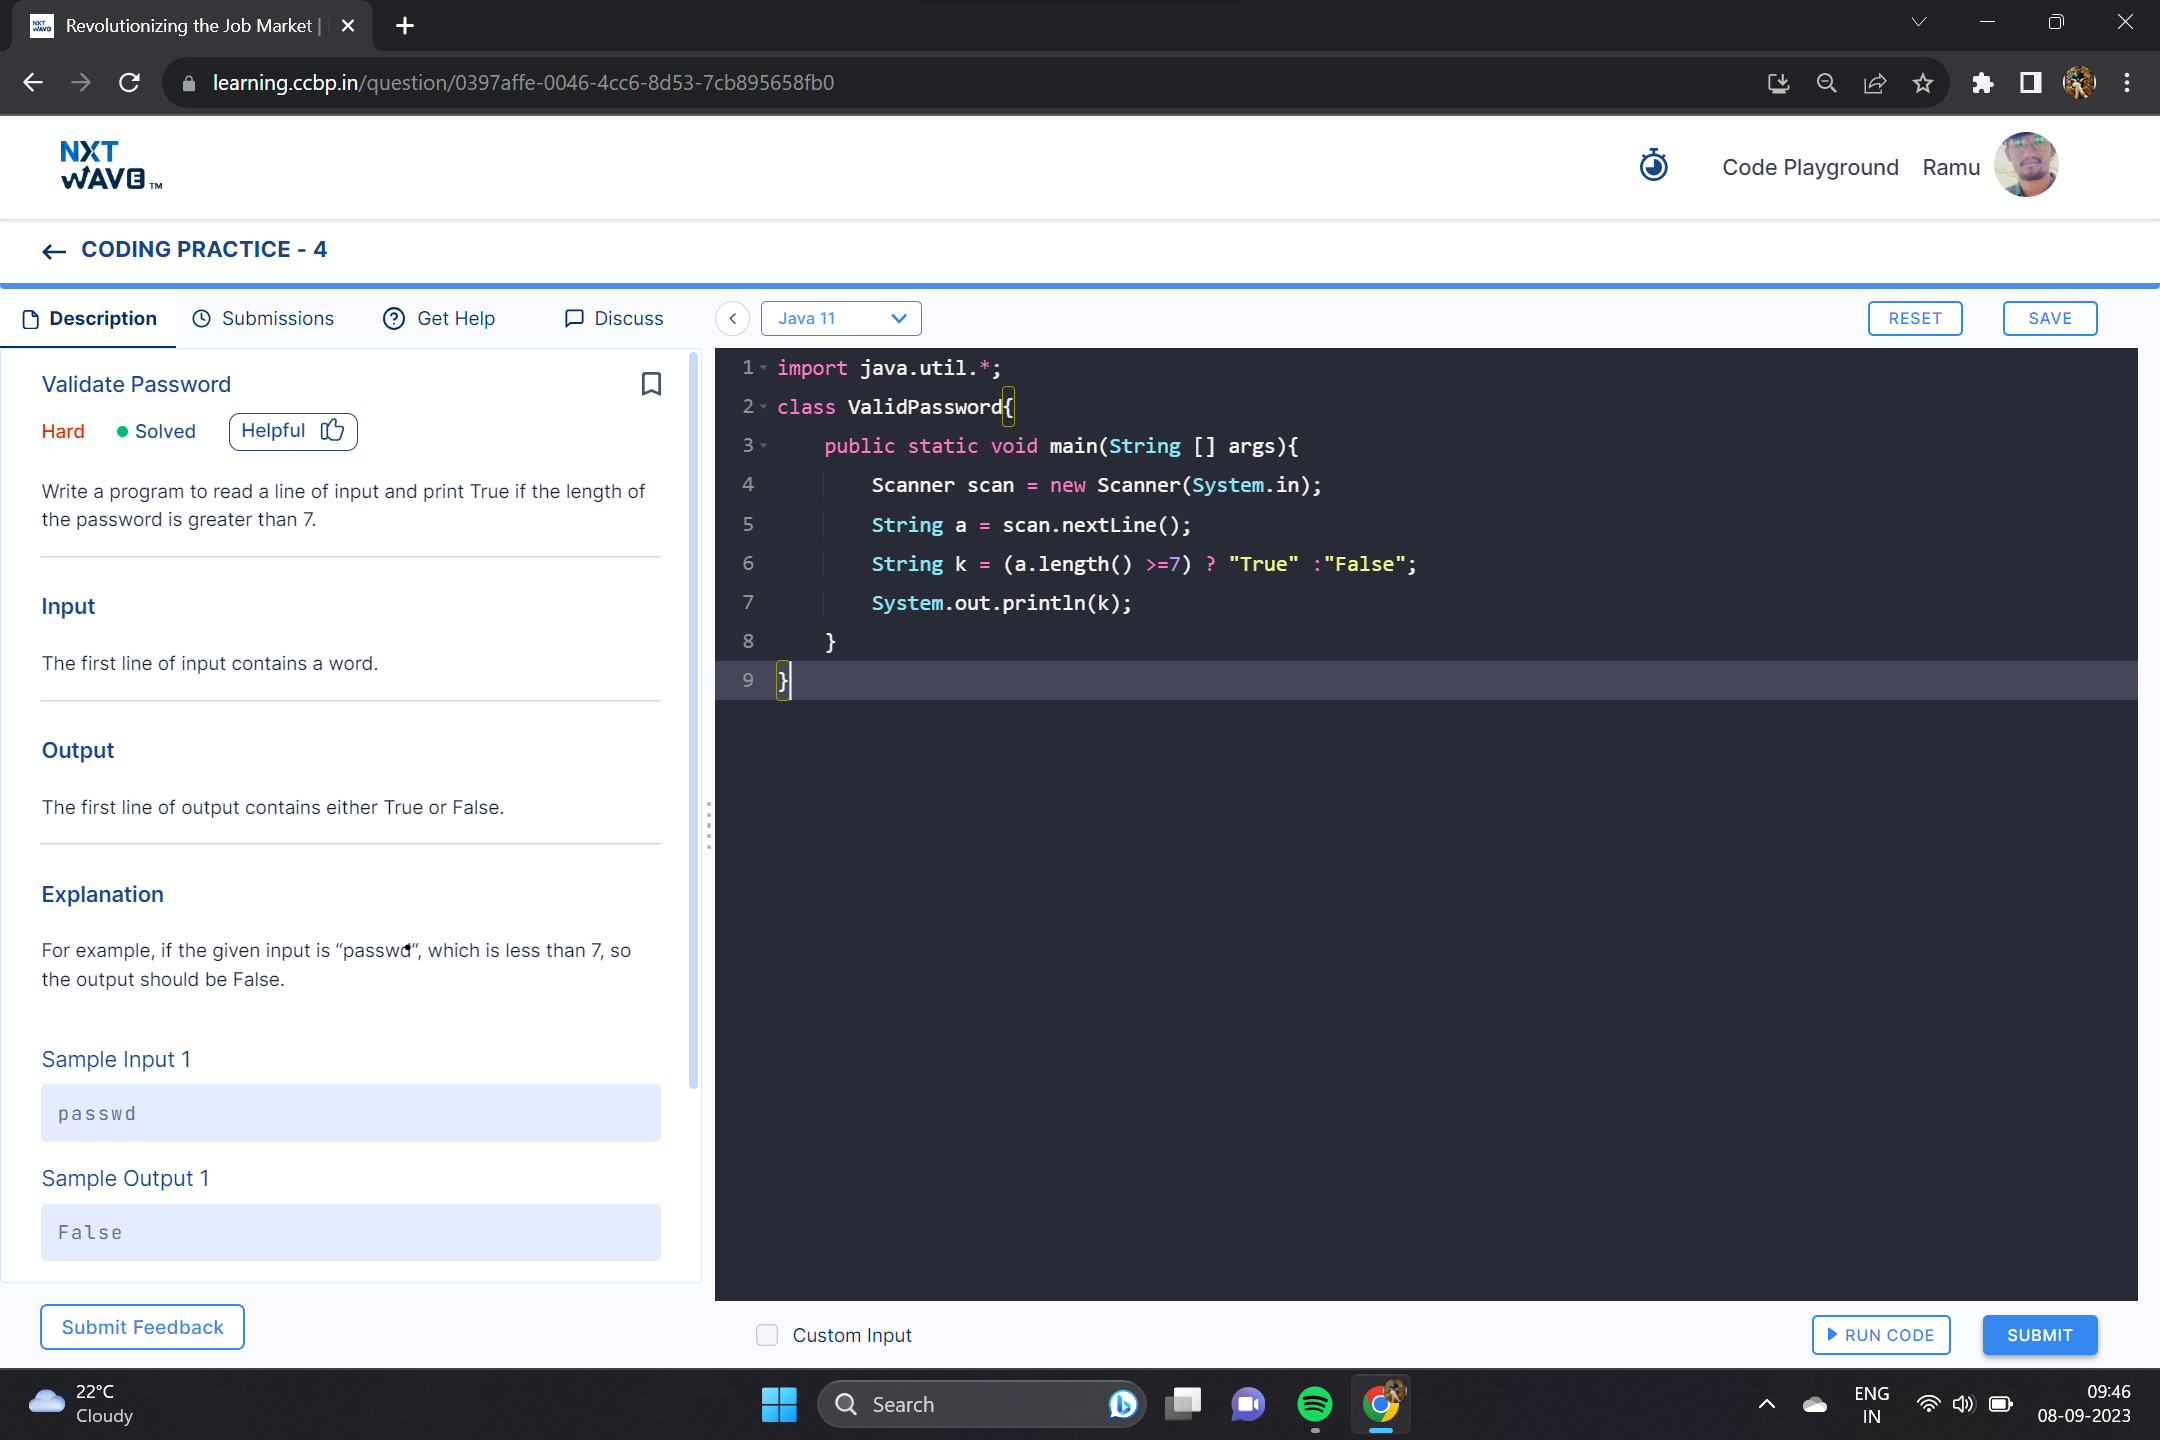 Revolutionizing the Job Market |
learning.ccbp.in/question/0397affe-0046-4cc6-8d53-7cb895658fb0
NXT
WAVE TM
Code Playground Ramu
CODING PRACTICE - 4
Description Submissions Get Help Discuss
Java 11
RESET SAVE
Validate Password
Hard Solved Helpful
Write a program to read a line of input and print True if the length of
the password is greater than 7.
Input
The first line of input contains a word.
Output
The first line of output contains either True or False.
Explanation
For example, if the given input is “passwd“, which is less than 7, so
the output should be False.
Sample Input 1
passwd
Sample Output 1
False
Submit Feedback
1 import java.util.*;
2 class ValidPassword{
3 public static void main(String [] args){
4 Scanner scan = new Scanner(System.in);
5 String a = scan.nextLine();
6 String k = (a.length() >=7) ? "True" :"False";
7 System.out.println(k);
8 }
9 }
Custom Input
RUN CODE SUBMIT
22°C
Cloudy
Search
ENG
IN
09:46
08-09-2023